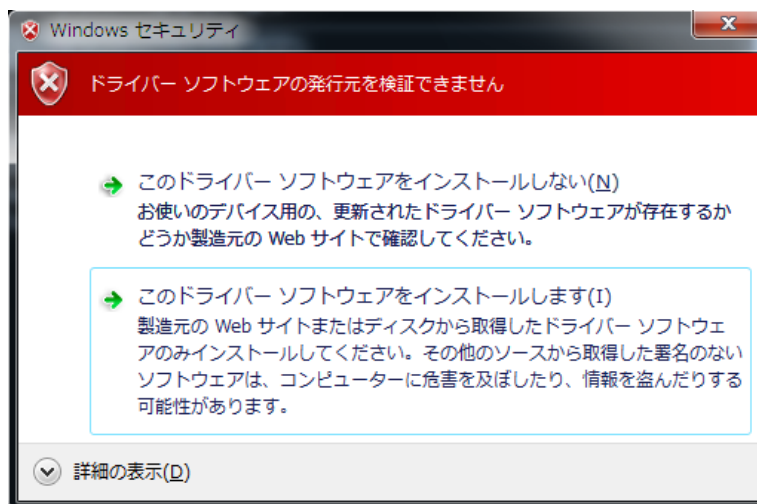 Windows セキュリティ
ドライバー ソフトウェアの発行元を検証できません
このドライバー ソフトウェアをインストールしない(N)
お使いのデバイス用の、更新されたドライバー ソフトウェアが存在するか
どうか製造元の Web サイトで確認してください。
このドライバー ソフトウェアをインストールします(I)
製造元の Web サイトまたはディスクから取得したドライバー ソフトウェ
アのみインストールしてください。その他のソースから取得した署名のない
ソフトウェアは、コンピューターに危害を及ぼしたり、情報を盗んだりする
可能性があります。
詳細の表示(D)